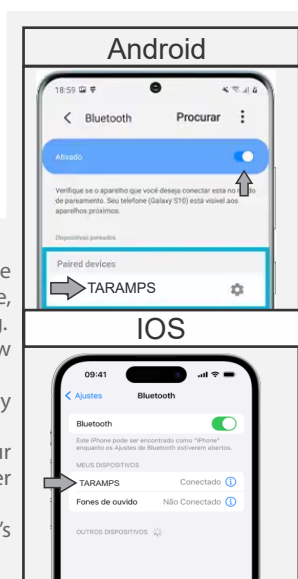 Android
18:59
Bluetooth
Procurar
Ativado
Verifique se o aparelho que você deseja conectar está no modo
de pareamento. Seu telefone (Galaxy S10) está visível aos
aparelhos próximos.
Dispositivos pareados
Paired devices
TARAMPS
IOS
09:41
Ajustes
Bluetooth
Bluetooth
Este iPhone pode ser encontrado como "iPhone"
enquanto os Ajustes de Bluetooth estiverem abertos.
MEUS DISPOSITIVOS
TARAMPS Conectado
Fones de ouvido Não Conectado
OUTROS DISPOSITIVOS